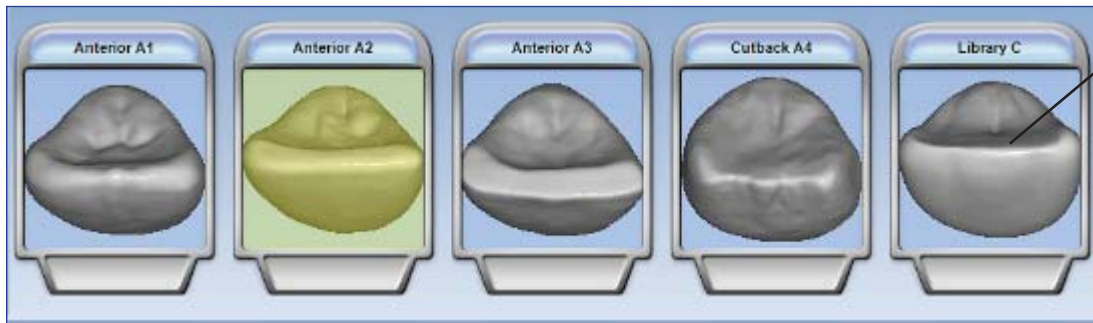 Anterior A1
Anterior A2
Anterior A3
Cutback A4
Library C